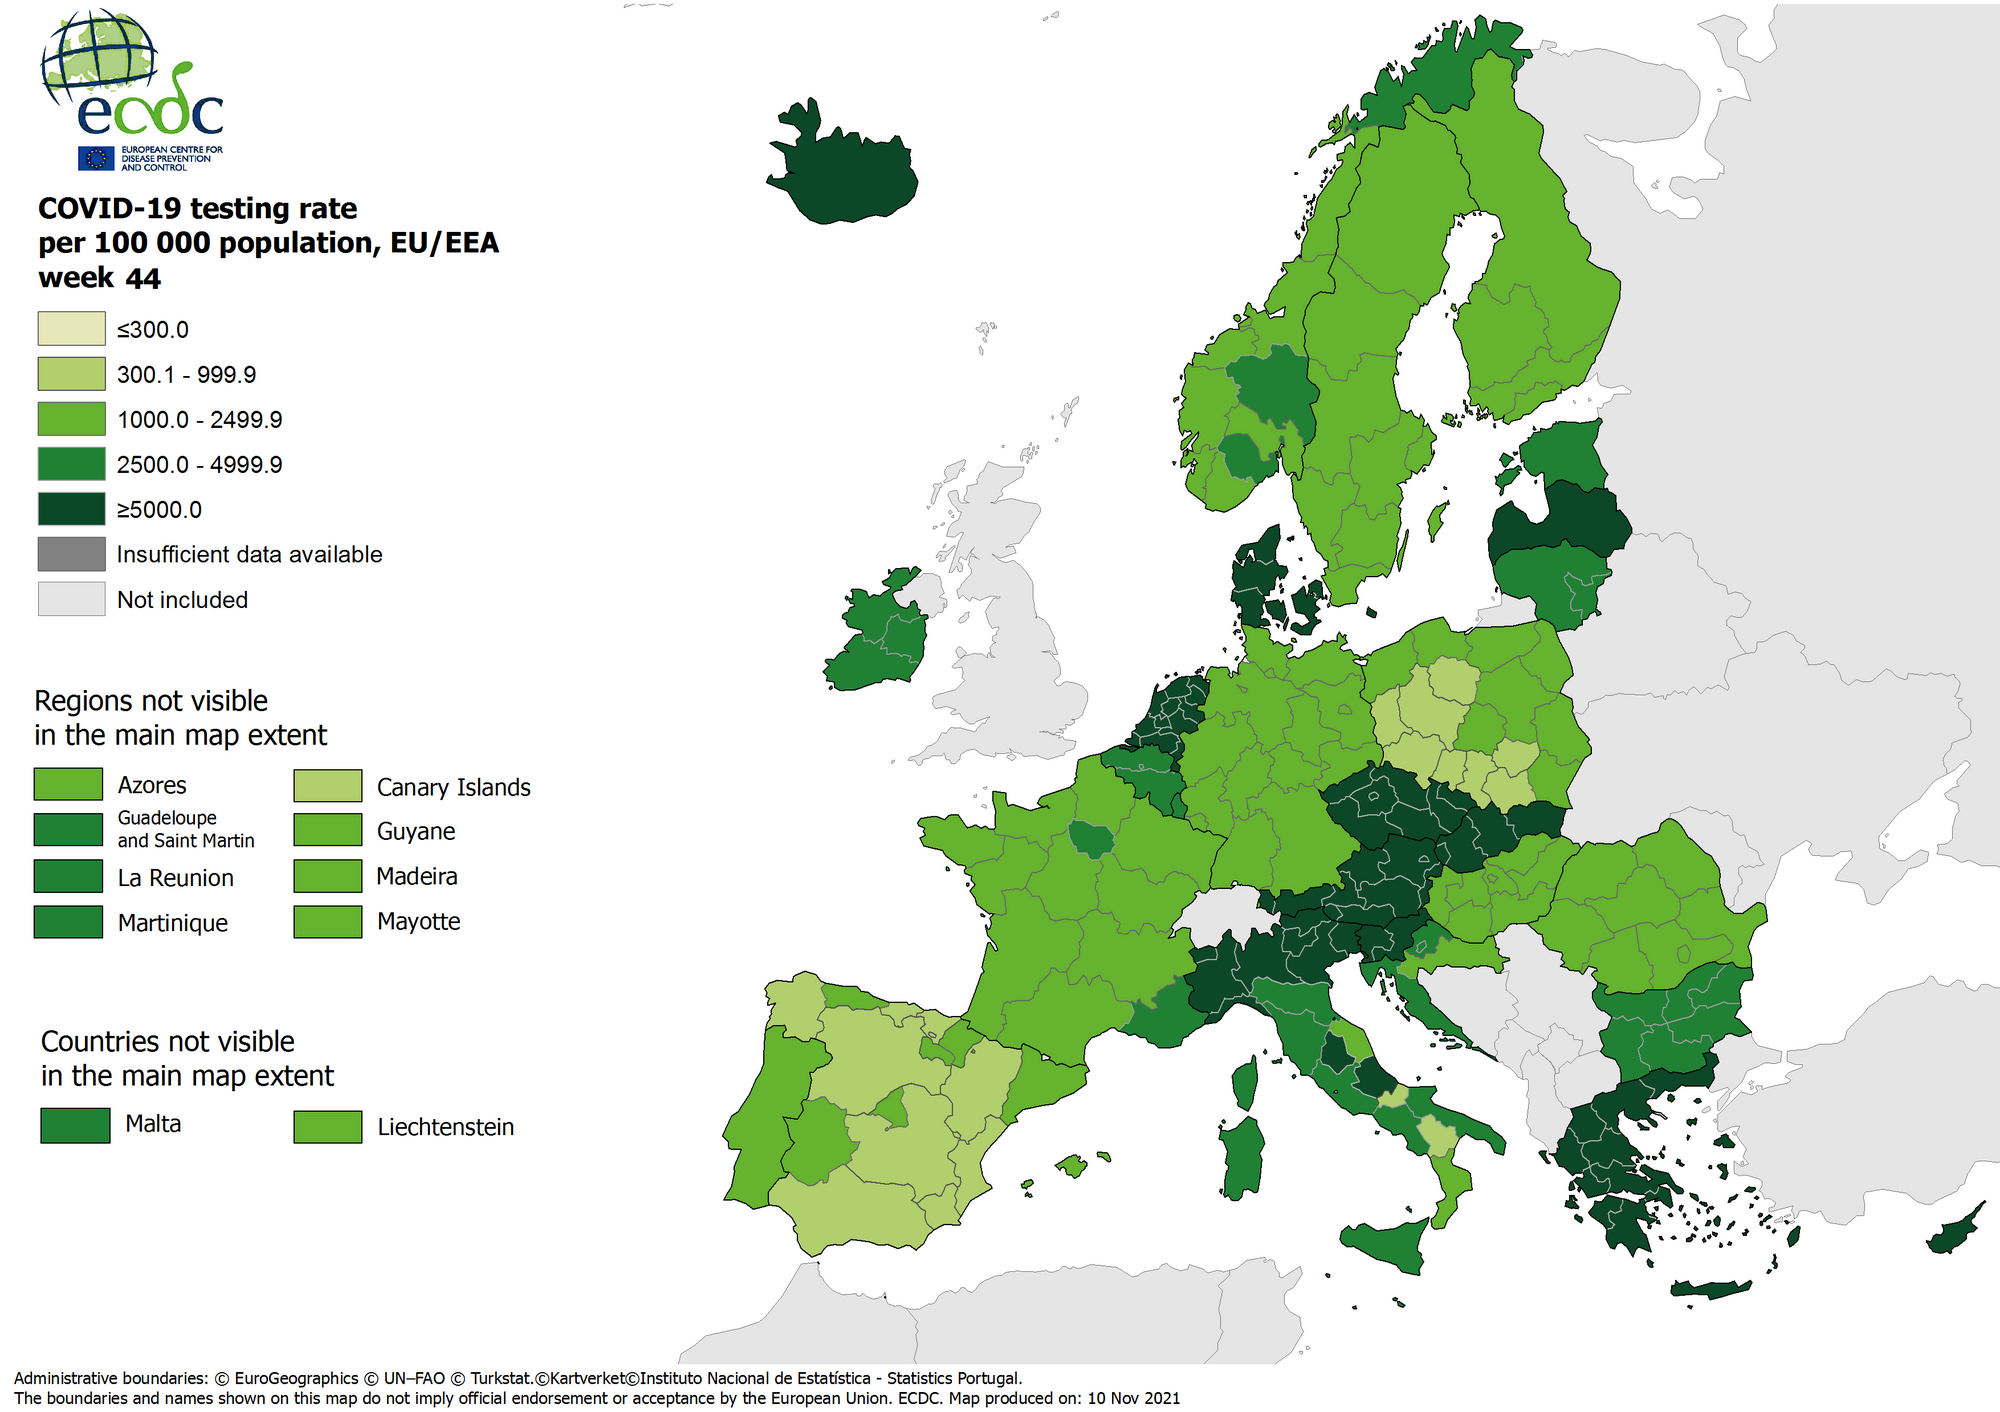 ecdc
EUROPEAN CENTRE FOR
DISEASE PREVENTION
AND CONTROL
COVID-19 testing rate
per 100 000 population, EU/EEA
week 44
≤300.0
300.1 - 999.9
1000.0 - 2499.9
2500.0 - 4999.9
≥5000.0
Insufficient data available
Not included
Regions not visible
in the main map extent
Azores
Canary Islands
Guadeloupe
and Saint Martin
Guyane
La Reunion
Madeira
Martinique
Mayotte
Countries not visible
in the main map extent
Malta
Liechtenstein
Administrative boundaries: © EuroGeographics © UN–FAO © Turkstat.©Kartverket©Instituto Nacional de Estatística - Statistics Portugal.
The boundaries and names shown on this map do not imply official endorsement or acceptance by the European Union. ECDC. Map produced on: 10 Nov 2021